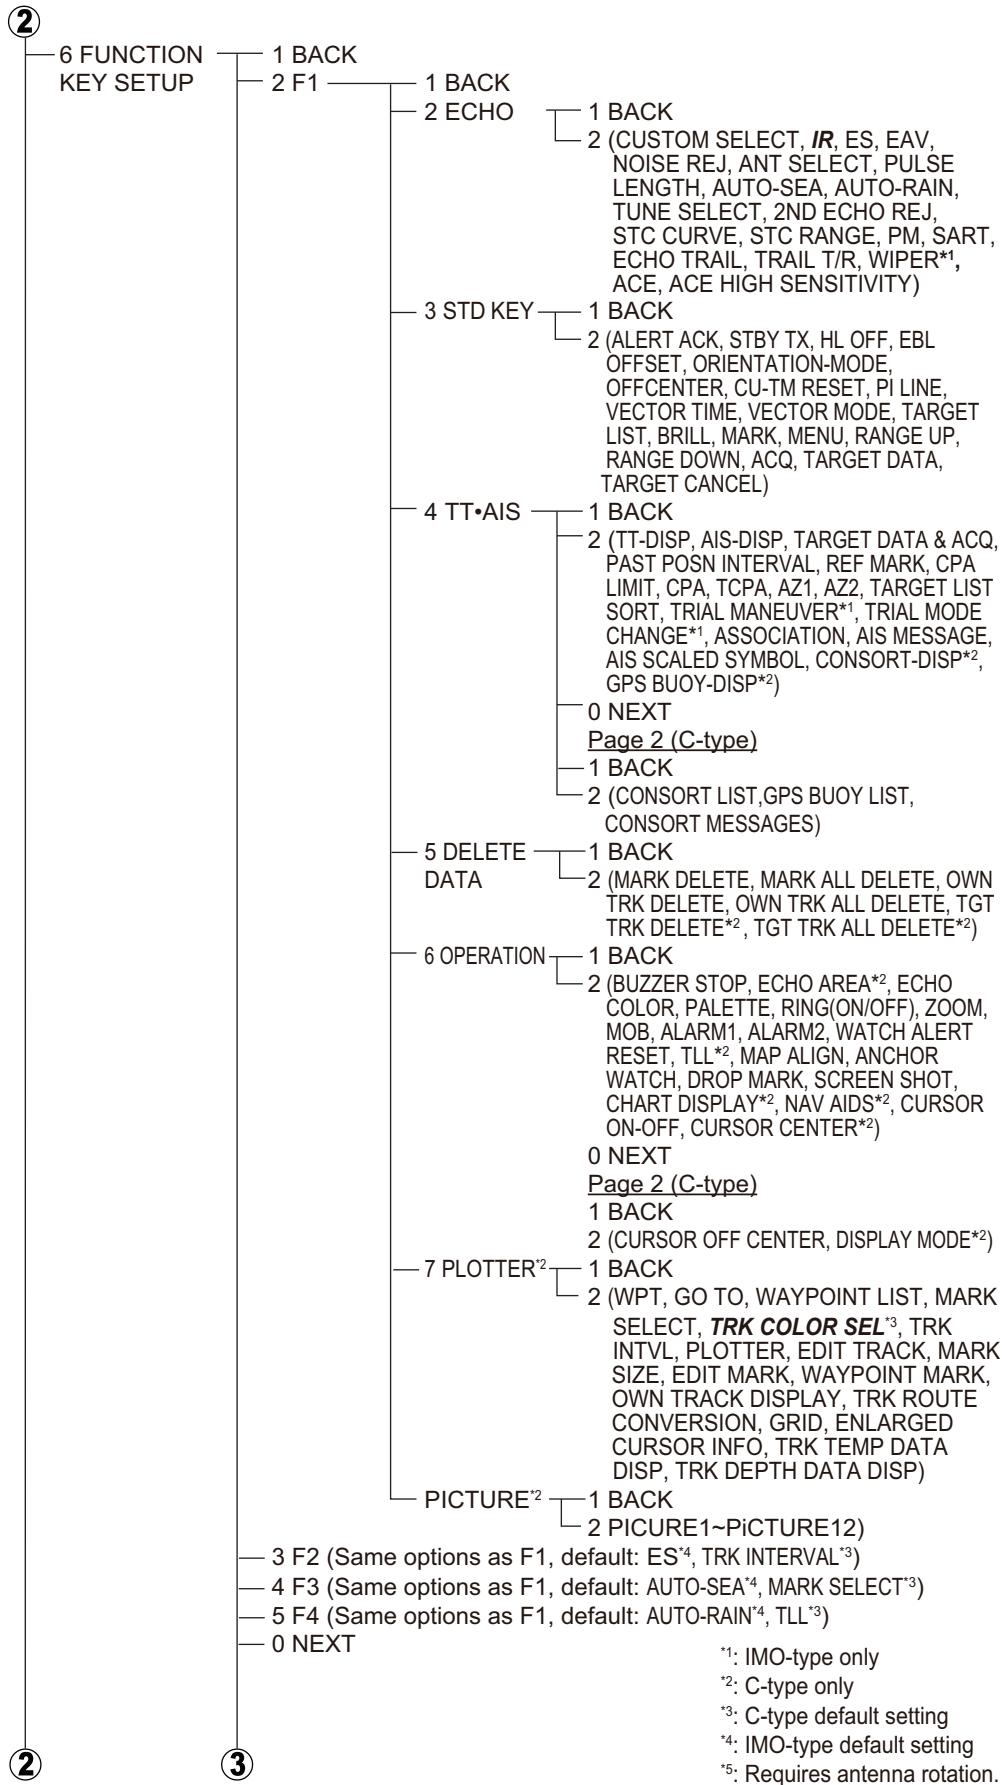 2
6 FUNCTION
KEY SETUP
1 BACK
2 F1
1 BACK
2 ECHO
1 BACK
2 (CUSTOM SELECT, IR, ES, EAV,
NOISE REJ, ANT SELECT, PULSE
LENGTH, AUTO-SEA, AUTO-RAIN,
TUNE SELECT, 2ND ECHO REJ,
STC CURVE, STC RANGE, PM, SART,
ECHO TRAIL, TRAIL T/R, WIPER*1,
ACE, ACE HIGH SENSITIVITY)
3 STD KEY
1 BACK
2 (ALERT ACK, STBY TX, HL OFF, EBL
OFFSET, ORIENTATION-MODE,
OFFCENTER, CU-TM RESET, PI LINE,
VECTOR TIME, VECTOR MODE, TARGET
LIST, BRILL, MARK, MENU, RANGE UP,
RANGE DOWN, ACQ, TARGET DATA,
TARGET CANCEL)
4 TT•AIS
1 BACK
2 (TT-DISP, AIS-DISP, TARGET DATA & ACQ,
PAST POSN INTERVAL, REF MARK, CPA
LIMIT, CPA, TCPA, AZ1, AZ2, TARGET LIST
SORT, TRIAL MANEUVER*1, TRIAL MODE
CHANGE*1, ASSOCIATION, AIS MESSAGE,
AIS SCALED SYMBOL, CONSORT-DISP*2,
GPS BUOY-DISP*2)
0 NEXT
Page 2 (C-type)
1 BACK
2 (CONSORT LIST,GPS BUOY LIST,
CONSORT MESSAGES)
5 DELETE
DATA
1 BACK
2 (MARK DELETE, MARK ALL DELETE, OWN
TRK DELETE, OWN TRK ALL DELETE, TGT
TRK DELETE*2 , TGT TRK ALL DELETE*2)
6 OPERATION
1 BACK
2 (BUZZER STOP, ECHO AREA*2, ECHO
COLOR, PALETTE, RING(ON/OFF), ZOOM,
MOB, ALARM1, ALARM2, WATCH ALERT
RESET, TLL*2, MAP ALIGN, ANCHOR
WATCH, DROP MARK, SCREEN SHOT,
CHART DISPLAY*2, NAV AIDS*2, CURSOR
ON-OFF, CURSOR CENTER*2)
0 NEXT
Page 2 (C-type)
1 BACK
2 (CURSOR OFF CENTER, DISPLAY MODE*2)
7 PLOTTER*2
1 BACK
2 (WPT, GO TO, WAYPOINT LIST, MARK
SELECT, TRK COLOR SEL*3, TRK
INTVL, PLOTTER, EDIT TRACK, MARK
SIZE, EDIT MARK, WAYPOINT MARK,
OWN TRACK DISPLAY, TRK ROUTE
CONVERSION, GRID, ENLARGED
CURSOR INFO, TRK TEMP DATA
DISP, TRK DEPTH DATA DISP)
PICTURE*2
1 BACK
2 PICURE1~PiCTURE12)
3 F2 (Same options as F1, default: ES*4, TRK INTERVAL*3)
4 F3 (Same options as F1, default: AUTO-SEA*4, MARK SELECT*3)
5 F4 (Same options as F1, default: AUTO-RAIN*4, TLL*3)
0 NEXT
*1: IMO-type only
*2: C-type only
*3: C-type default setting
*4: IMO-type default setting
*5: Requires antenna rotation.
2
3